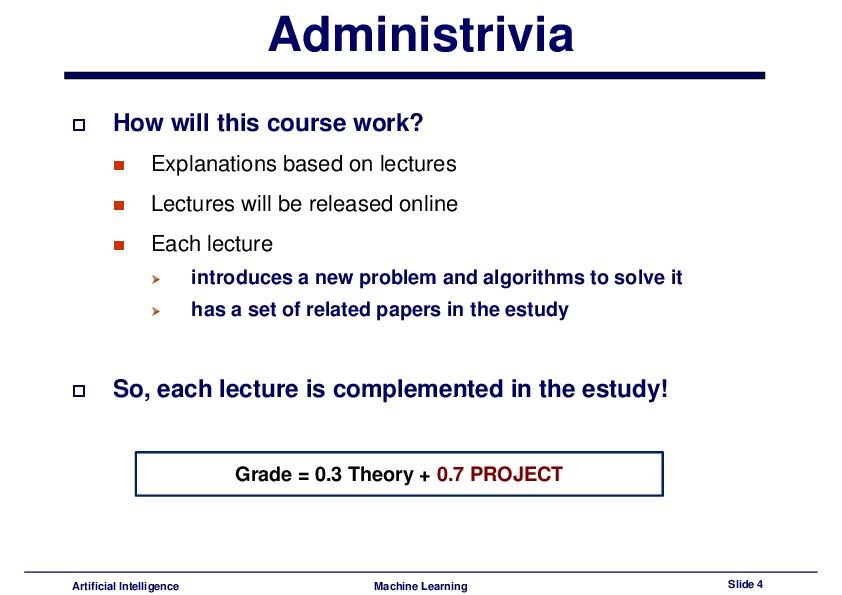 Administrivia
How will this course work?
Explanations based on lectures
Lectures will be released online
Each lecture
introduces a new problem and algorithms to solve it
has a set of related papers in the estudy
So, each lecture is complemented in the estudy!
Grade = 0.3 Theory + 0.7 PROJECT
Artificial Intelligence Machine Learning Slide 4